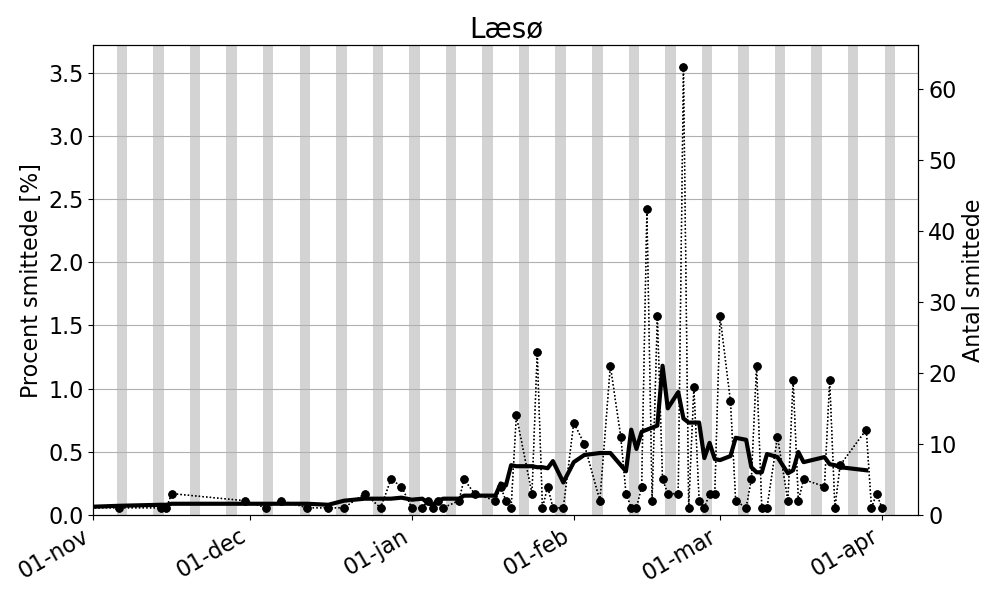 Læsø
Procent smittede [%]
3.5
3.0
2.5
2.0
1.5
1.0
0.5
0.0
60
50
40
30
20
10
0
Antal smittede
01-nov
01-dec
01-jan
01-feb
01-mar
01-apr